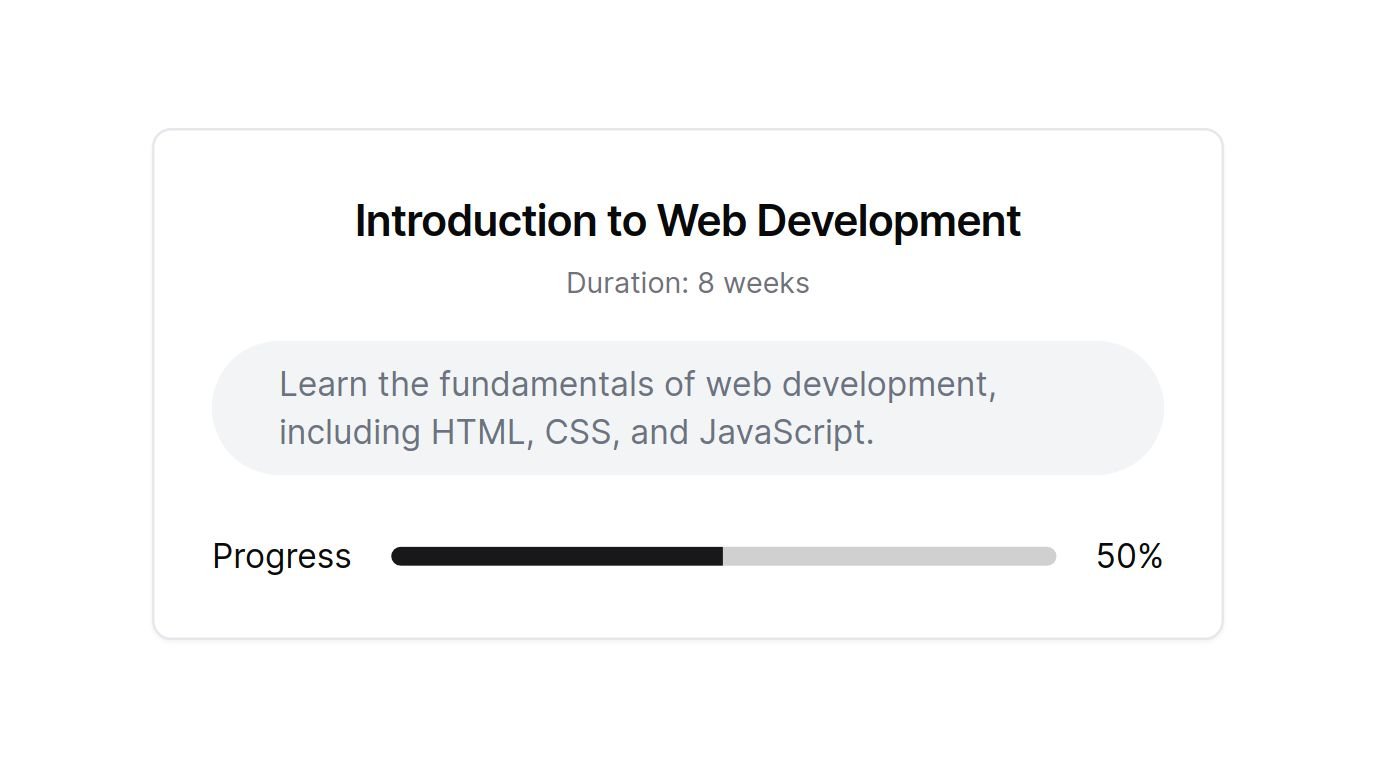 Introduction to Web Development
Duration: 8 weeks
Learn the fundamentals of web development,
including HTML, CSS, and JavaScript.
Progress 50%